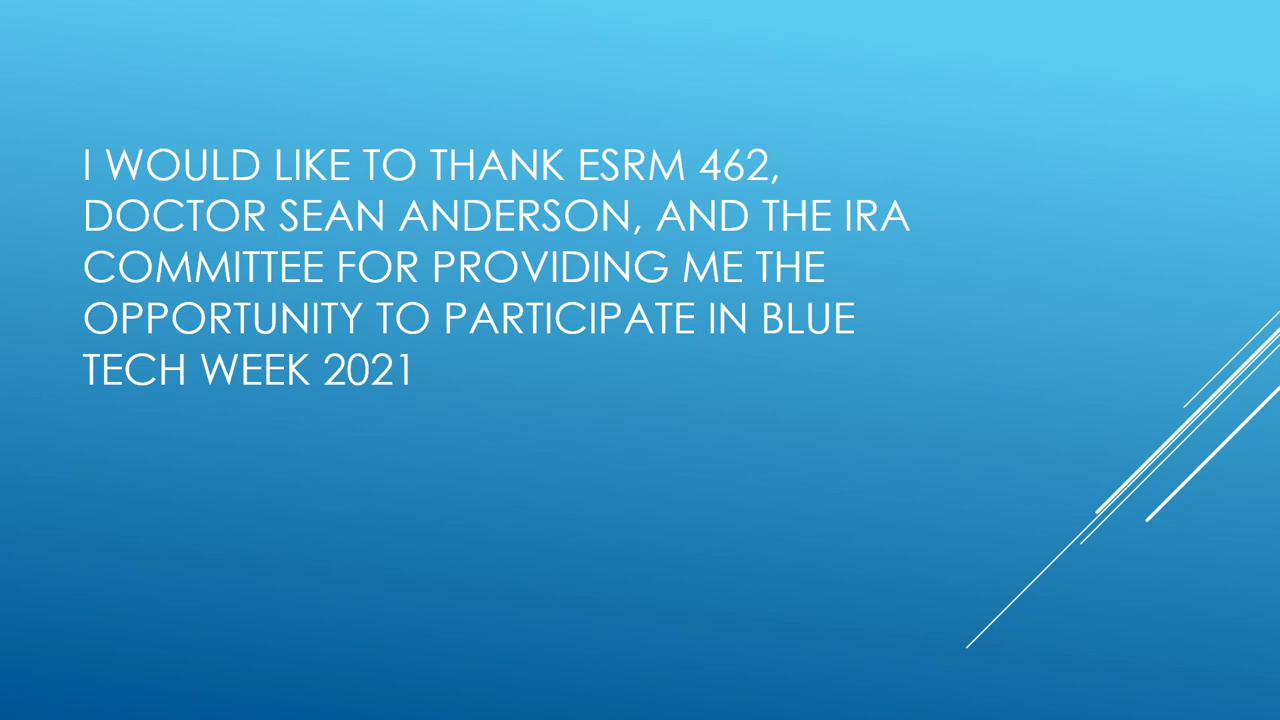 I WOULD LIKE TO THANK ESRM 462,
DOCTOR SEAN ANDERSON, AND THE IRA
COMMITTEE FOR PROVIDING ME THE
OPPORTUNITY TO PARTICIPATE IN BLUE
TECH WEEK 2021